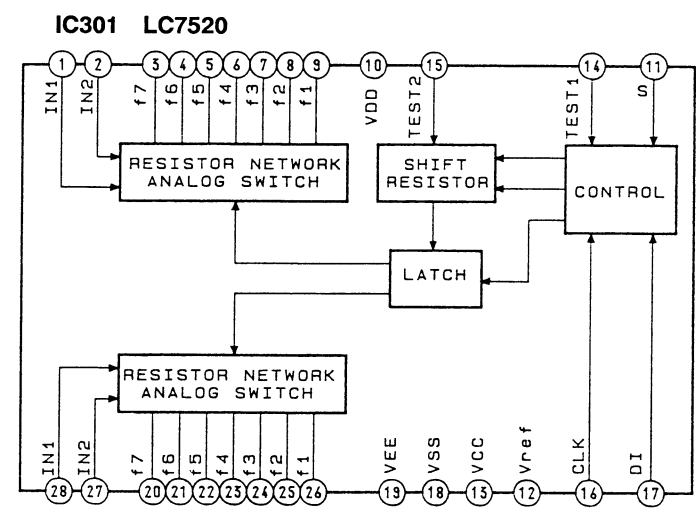 IC301 LC7520
1 2 3 4 5 6 7 8 9 10 15 14 11
IN1 IN2 f7 f6 f5 f4 f3 f2 f1 VDD TEST2 TEST1 S
RESISTOR NETWORK
ANALOG SWITCH
SHIFT
RESISTOR
CONTROL
LATCH
RESISTOR NETWORK
ANALOG SWITCH
IN1 IN2 f7 f6 f5 f4 f3 f2 f1 VEE VSS VCC Vref CLK DI
28 27 20 21 22 23 24 25 26 19 18 13 12 16 17